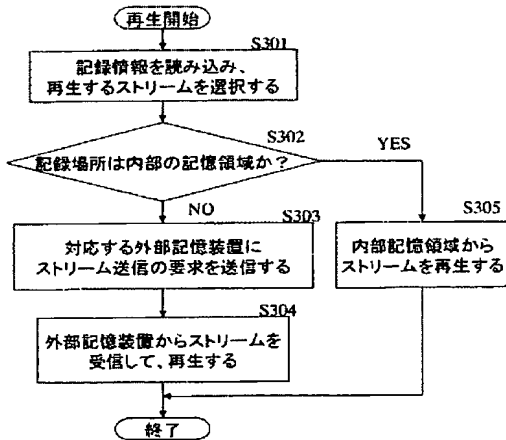 再生開始
S301
記録情報を読み込み、
再生するストリームを選択する
S302
記録場所は内部の記憶領域か？
YES
NO
S303
対応する外部記憶装置に
ストリーム送信の要求を送信する
S305
内部記憶領域から
ストリームを再生する
S304
外部記憶装置からストリームを
受信して、再生する
終了